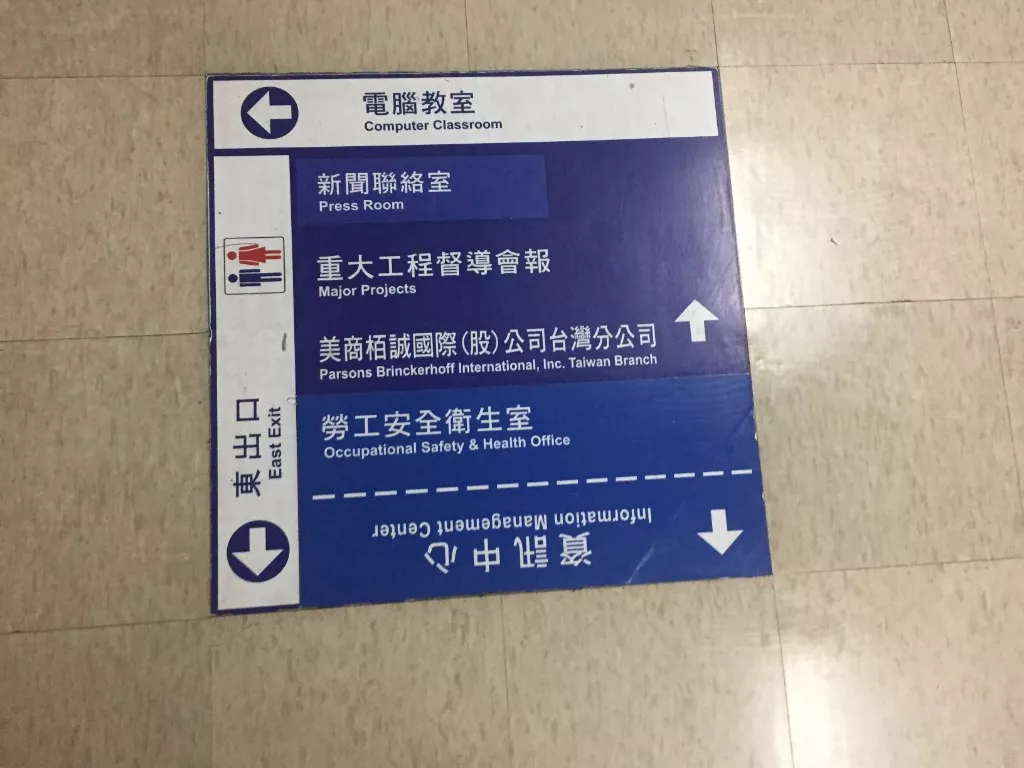 電腦教室
Computer Classroom
新聞聯絡室
Press Room
重大工程督導會報
Major Projects
美商栢誠國際(股)公司台灣分公司
Parsons Brinckerhoff International, Inc. Taiwan Branch
勞工安全衛生室
Occupational Safety & Health Office
東出口
East Exit
資訊中心
Information Management Center